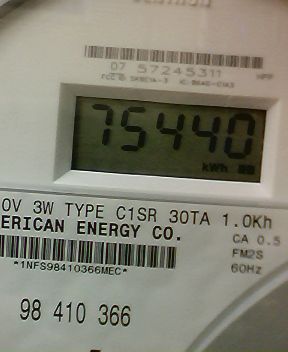 07 57245311
75440
kWh
0V 3W TYPE C1SR 30TA 1.0Kh
ERICAN ENERGY CO.
CA 0.5
FM2S
60Hz
*1NFS98410366MEC*
98 410 366